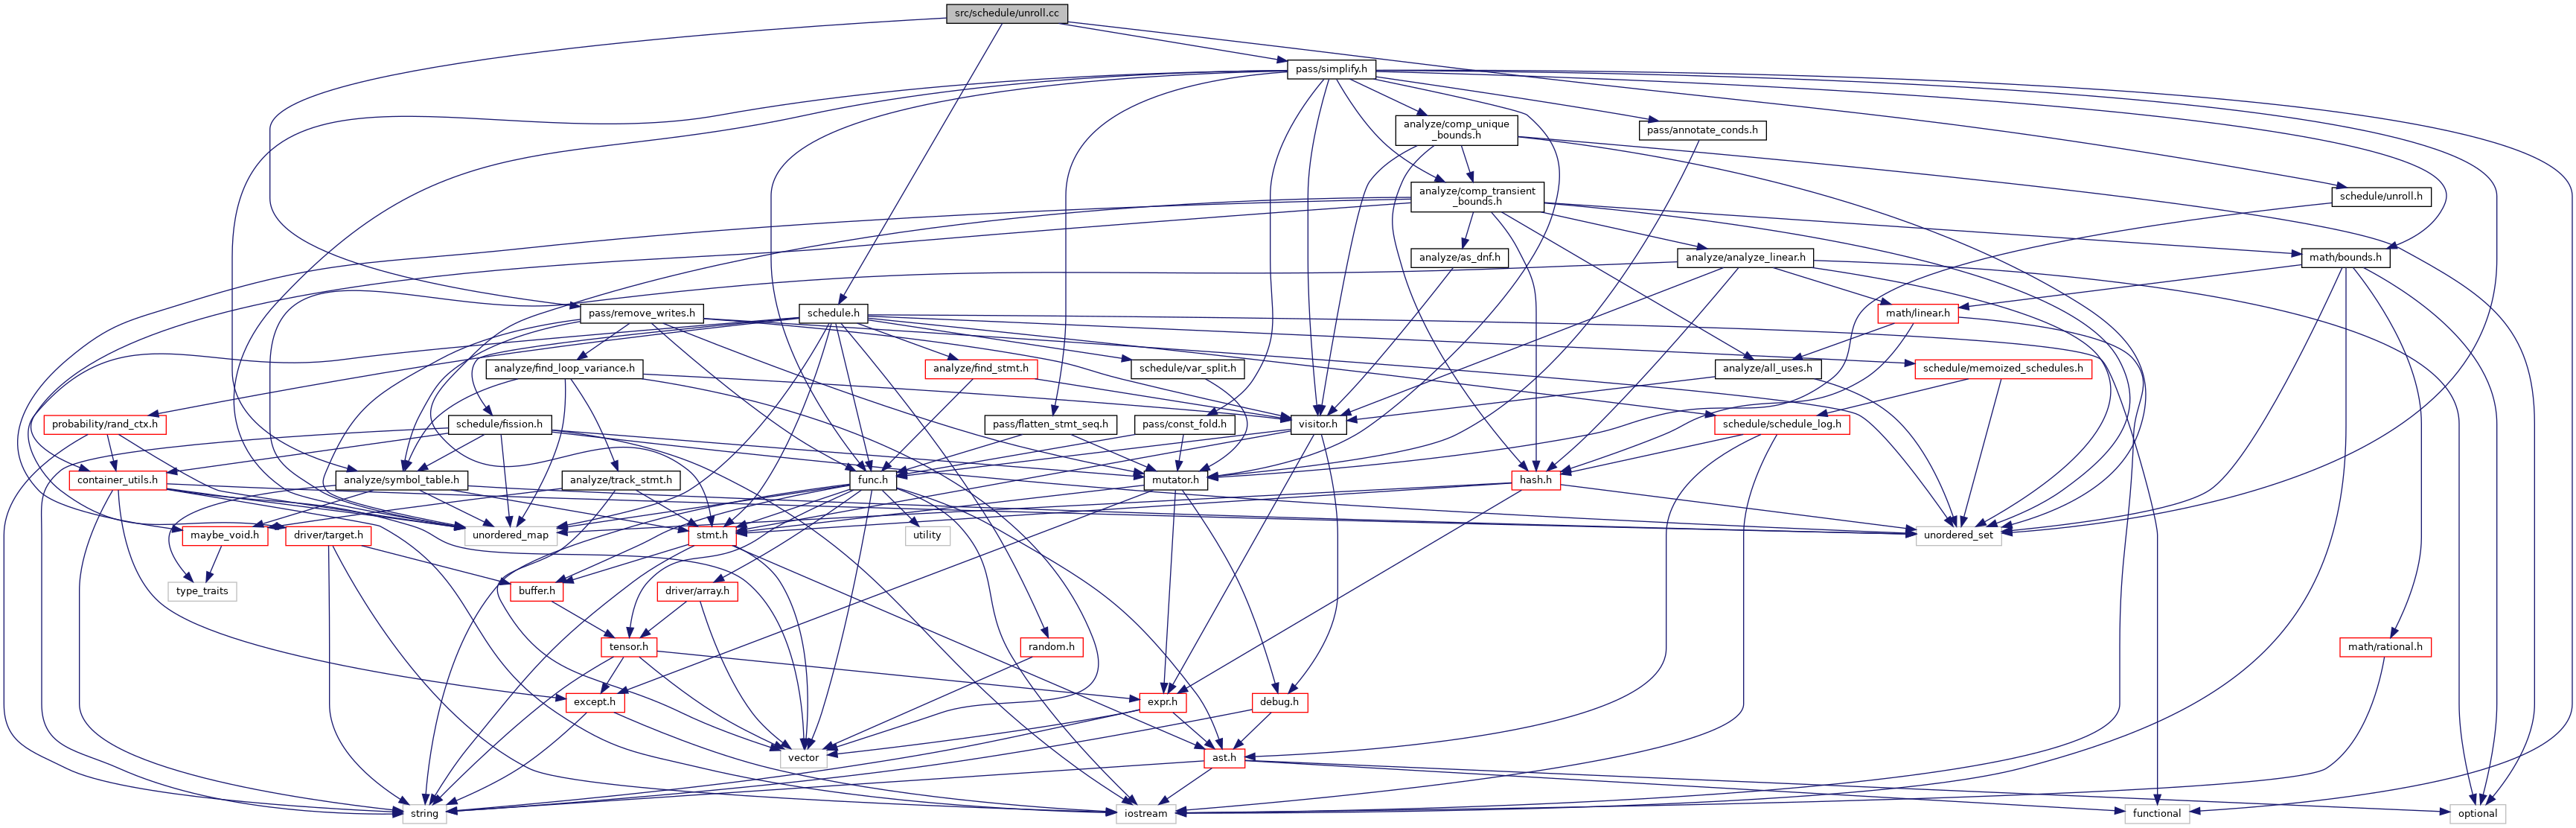 src/schedule/unroll.cc
pass/simplify.h
analyze/comp_unique
_bounds.h
pass/annotate_conds.h
analyze/comp_transient
_bounds.h
schedule/unroll.h
analyze/as_dnf.h
analyze/analyze_linear.h
math/bounds.h
pass/remove_writes.h
schedule.h
math/linear.h
analyze/find_loop_variance.h
analyze/find_stmt.h
schedule/var_split.h
analyze/all_uses.h
schedule/memoized_schedules.h
probability/rand_ctx.h
schedule/fission.h
pass/flatten_stmt_seq.h
pass/const_fold.h
visitor.h
schedule/schedule_log.h
container_utils.h
analyze/symbol_table.h
analyze/track_stmt.h
func.h
mutator.h
hash.h
maybe_void.h
driver/target.h
unordered_map
stmt.h
utility
unordered_set
type_traits
buffer.h
driver/array.h
tensor.h
random.h
math/rational.h
except.h
expr.h
debug.h
vector
ast.h
string
iostream
functional
optional